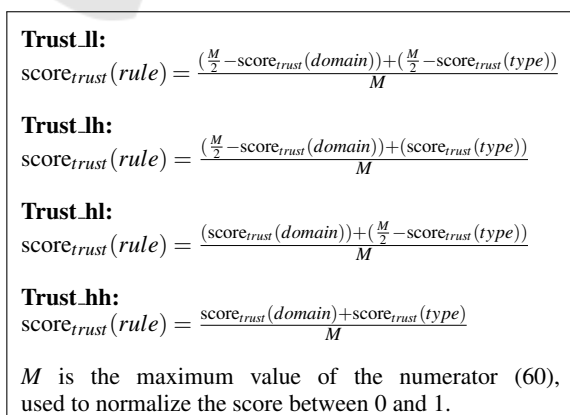 Trust_ll:
score_trust(rule) = ((M/2 −score_trust(domain))+(M/2 −score_trust(type)))/M
Trust_lh:
score_trust(rule) = ((M/2 −score_trust(domain))+(score_trust(type)))/M
Trust_hl:
score_trust(rule) = ((score_trust(domain))+(M/2 −score_trust(type)))/M
Trust_hh:
score_trust(rule) = (score_trust(domain)+score_trust(type))/M
M is the maximum value of the numerator (60),
used to normalize the score between 0 and 1.